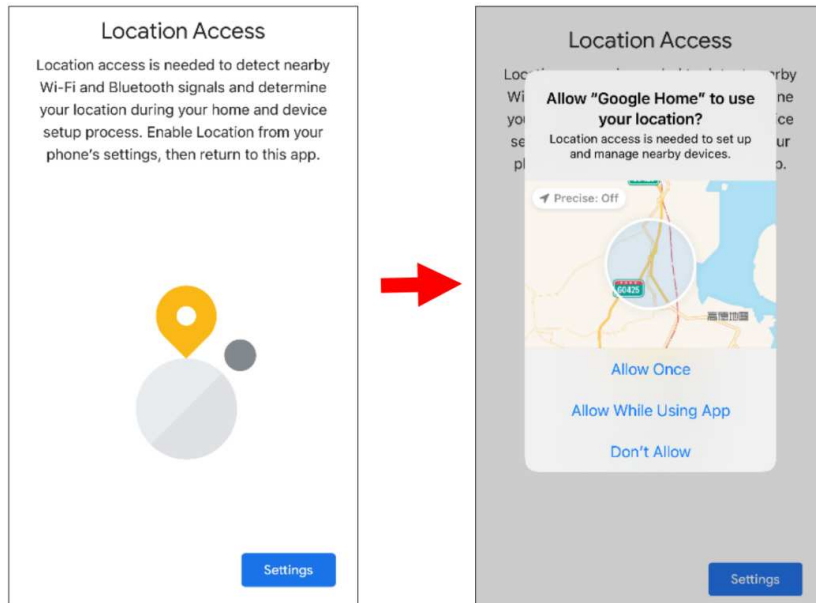 Location Access
Location access is needed to detect nearby
Wi-Fi and Bluetooth signals and determine
your location during your home and device
setup process. Enable Location from your
phone's settings, then return to this app.
Settings
Location Access
Allow "Google Home" to use
your location?
Location access is needed to set up
and manage nearby devices.
Precise: Off
G0425
高德地圖
Allow Once
Allow While Using App
Don't Allow
Settings